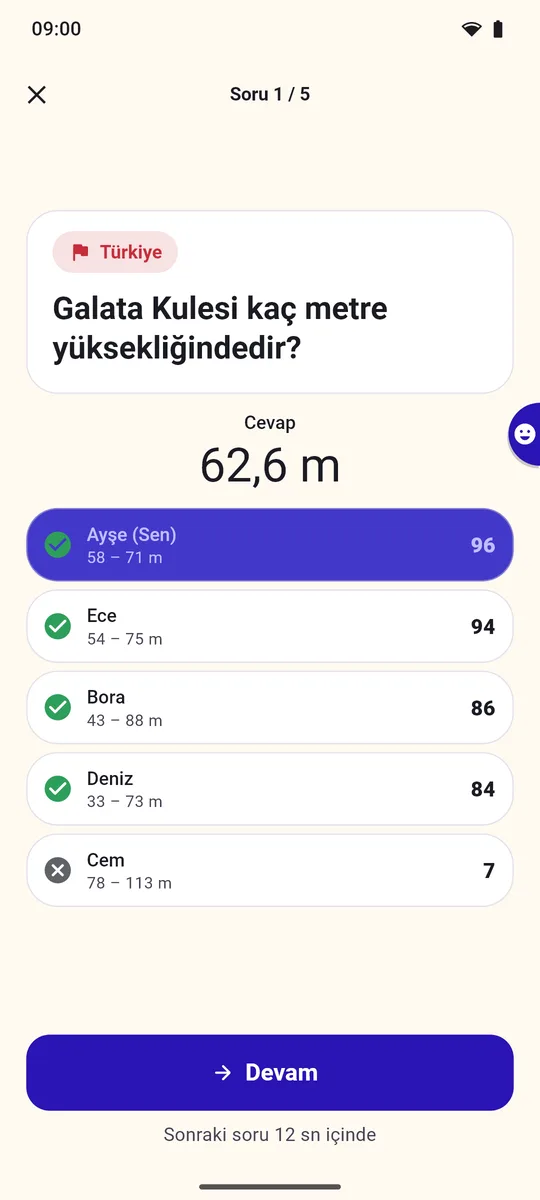 09:00
Soru 1 / 5
Türkiye
Galata Kulesi kaç metre
yüksekliğindedir?
Cevap
62,6 m
Ayşe (Sen)
58 – 71 m
96
Ece
54 – 75 m
94
Bora
43 – 88 m
86
Deniz
33 – 73 m
84
Cem
78 – 113 m
7
Devam
Sonraki soru 12 sn içinde